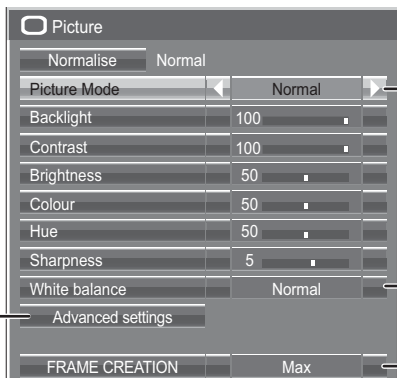 Picture
Normalise Normal
Picture Mode Normal
Backlight 100
Contrast 100
Brightness 50
Colour 50
Hue 50
Sharpness 5
White balance Normal
Advanced settings
FRAME CREATION Max